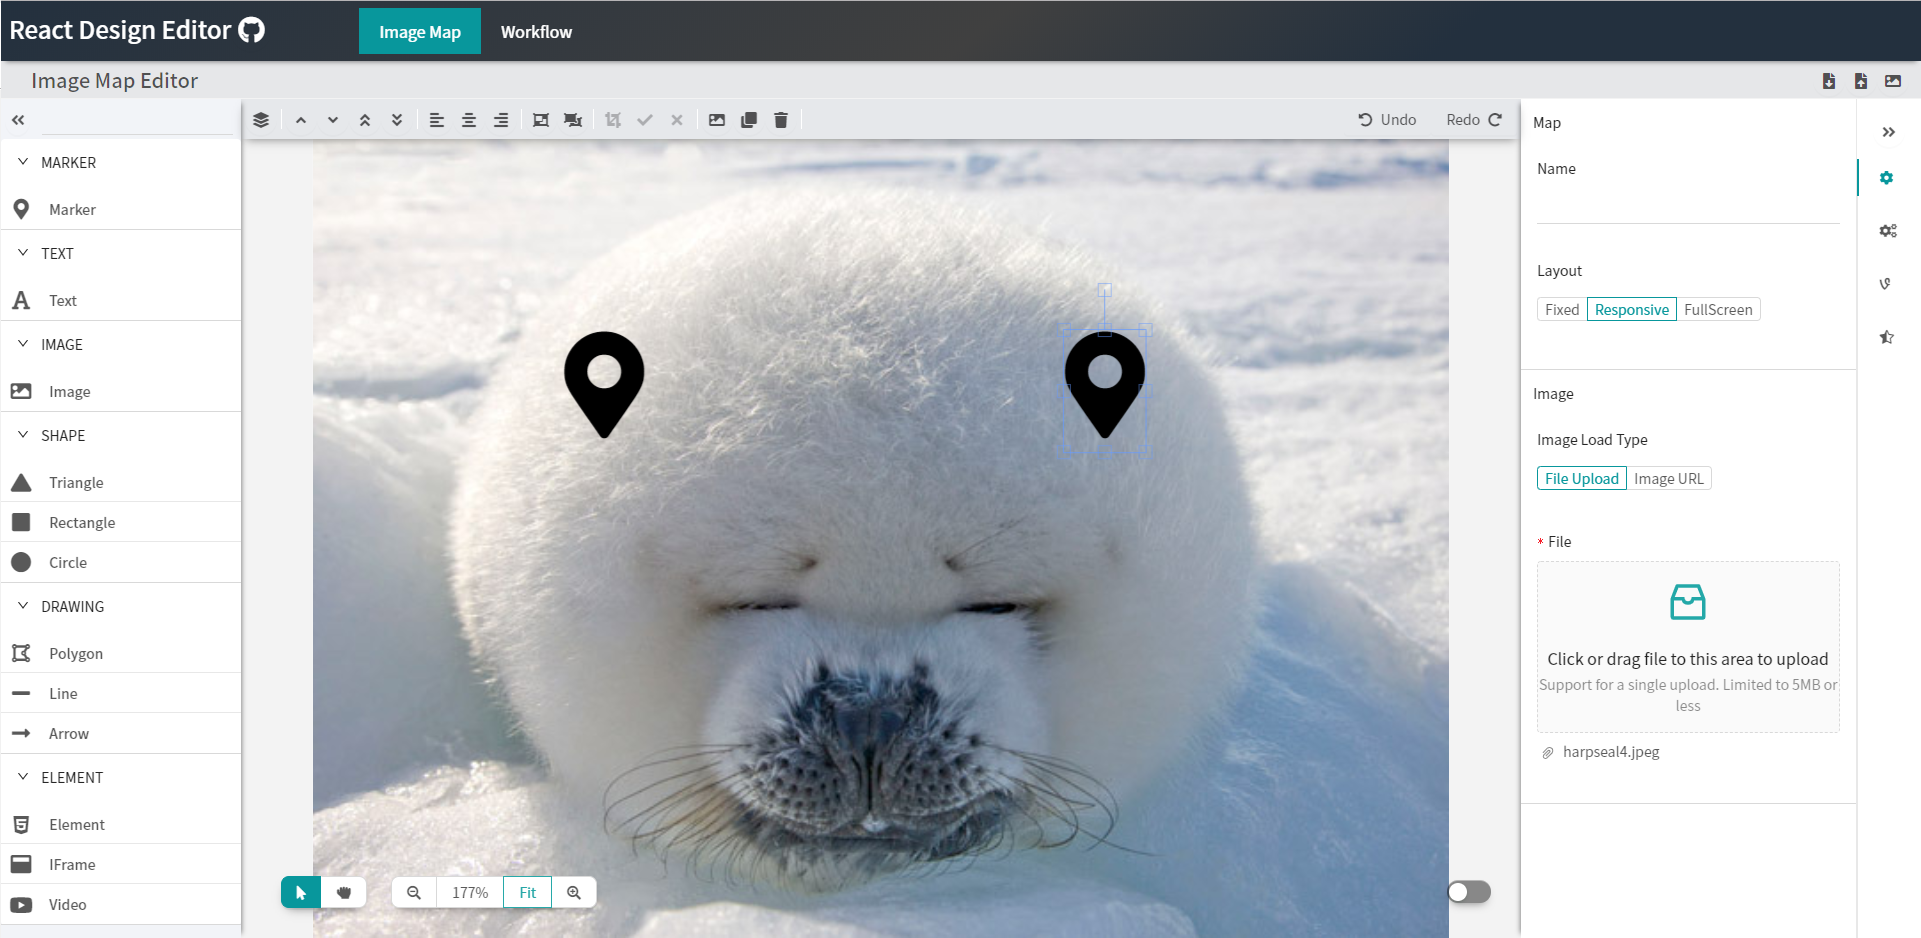 React Design Editor
Image Map
Workflow
Image Map Editor
MARKER
Marker
TEXT
Text
IMAGE
Image
SHAPE
Triangle
Rectangle
Circle
DRAWING
Polygon
Line
Arrow
ELEMENT
Element
IFrame
Video
Undo
Redo
177%
Fit
Map
Name
Layout
Fixed
Responsive
FullScreen
Image
Image Load Type
File Upload
Image URL
* File
Click or drag file to this area to upload
Support for a single upload. Limited to 5MB or
less
harpseal4.jpeg